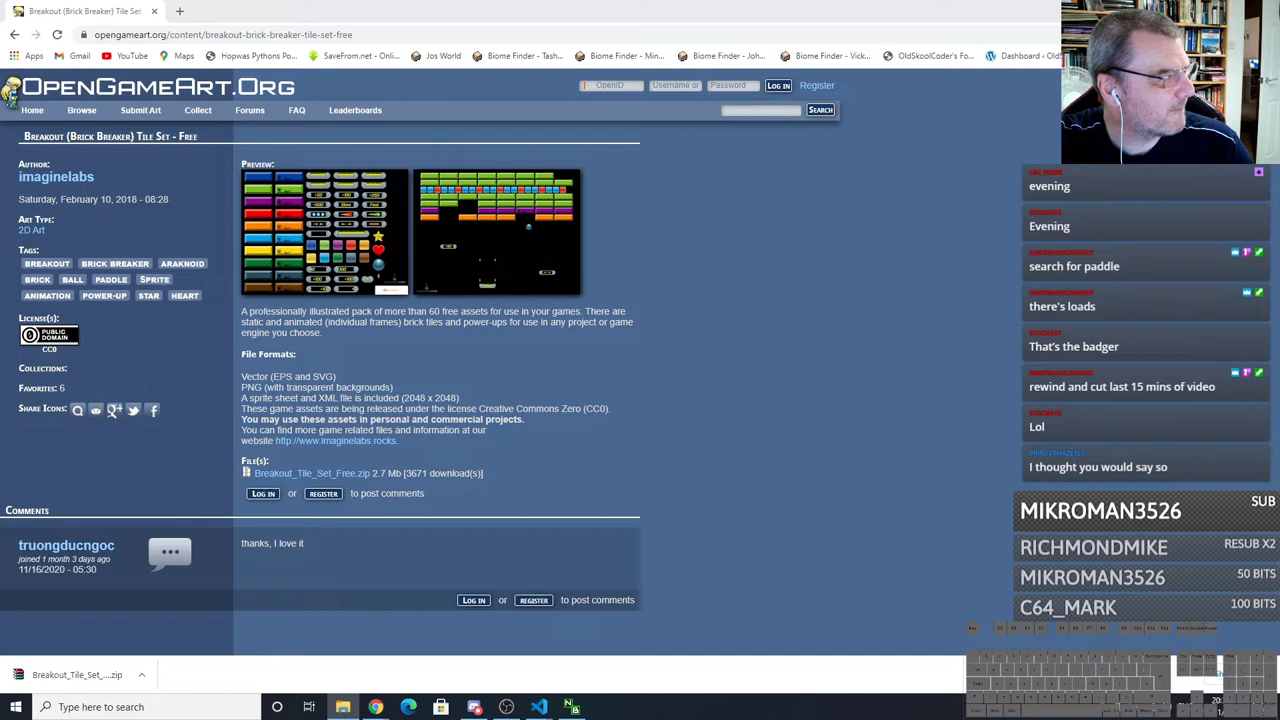 Breakout (Brick Breaker) Tile Set
opengameart.org/content/breakout-brick-breaker-tile-set-free
Apps
Gmail
YouTube
Maps
Hopwas Pythons Po...
SaveFrom.net - Onli...
Jos World
Biome Finder - Tash...
Biome Finder - Min...
Biome Finder - Joh...
Biome Finder - Vick...
OldSkoolCoder's Fo...
Dashboard ‹ Old
OpenGameArt.Org
OpenID
Username or
Password
Log in
Register
Home
Browse
Submit Art
Collect
Forums
FAQ
Leaderboards
Search
Breakout (Brick Breaker) Tile Set - Free
Author:
imaginelabs
Saturday, February 10, 2018 - 08:28
Art Type:
2D Art
Tags:
BREAKOUT
BRICK BREAKER
ARAKNOID
BRICK
BALL
PADDLE
SPRITE
ANIMATION
POWER-UP
STAR
HEART
License(s):
PUBLIC DOMAIN
CC0
Collections:
Favorites: 6
Share Icons:
Preview:
A professionally illustrated pack of more than 60 free assets for use in your games. There are
static and animated (individual frames) brick tiles and power-ups for use in any project or game
engine you choose.
File Formats:
Vector (EPS and SVG)
PNG (with transparent backgrounds)
A sprite sheet and XML file is included (2048 x 2048)
These game assets are being released under the license Creative Commons Zero (CC0).
You may use these assets in personal and commercial projects.
You can find more game related files and information at our
website http://www.imaginelabs.rocks.
File(s):
Breakout_Tile_Set_Free.zip 2.7 Mb [3671 download(s)]
Log in or register to post comments
Comments
truongducngoc
joined 1 month 3 days ago
11/16/2020 - 05:30
thanks, I love it
Log in or register to post comments
evening
Evening
search for paddle
there's loads
That's the badger
rewind and cut last 15 mins of video
Lol
PRINCEPHAZE101
I thought you would say so
MIKROMAN3526 SUB
RICHMONDMIKE RESUB X2
MIKROMAN3526 50 BITS
C64_MARK 100 BITS
Breakout_Tile_Set_....zip
Type here to search